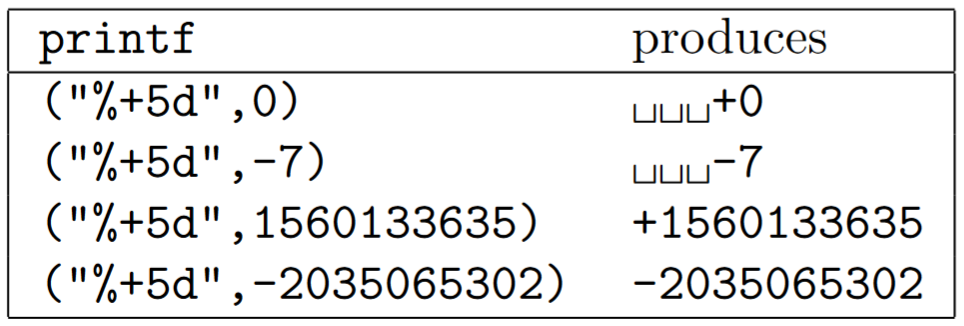 printf produces
("%+5d",0) ␣␣␣+0
("%+5d",-7) ␣␣␣-7
("%+5d",1560133635) +1560133635
("%+5d",-2035065302) -2035065302